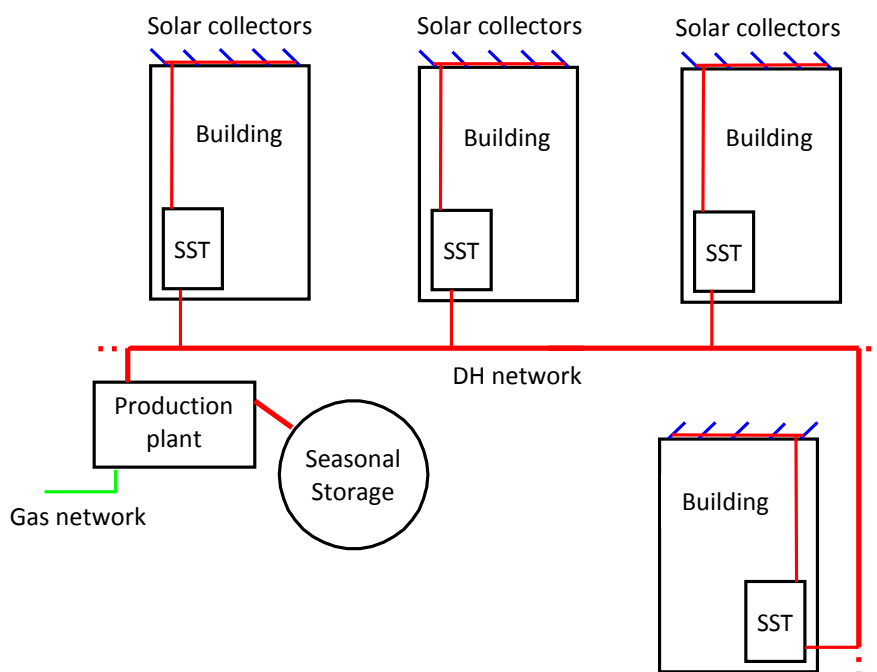 Solar collectors
Solar collectors
Solar collectors
Building
Building
Building
SST
SST
SST
DH network
Production
plant
Seasonal
Storage
Gas network
Building
SST